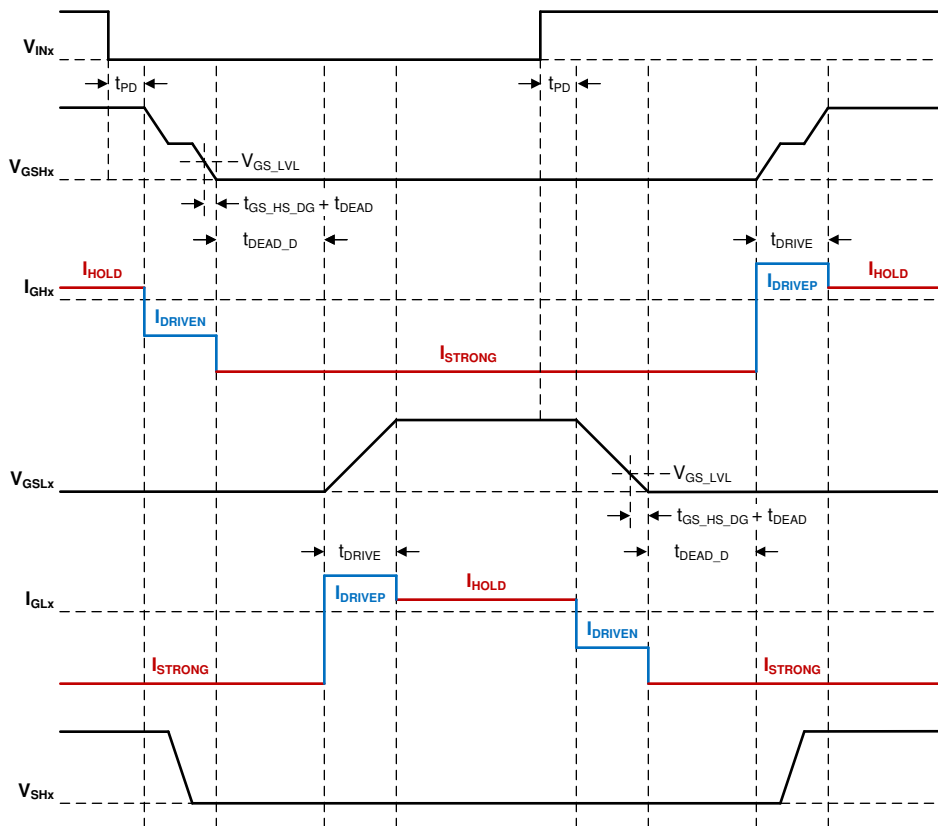 VINx
tPD
tPD
VGSHx
VGS_LVL
tGS_HS_DG + tDEAD
tDEAD_D
tDRIVE
IGHx
IHOLD
IDRIVEN
ISTRONG
IDRIVEP
IHOLD
VGSLx
VGS_LVL
tGS_HS_DG + tDEAD
tDRIVE
tDEAD_D
IGLx
IDRIVEP
IHOLD
IDRIVEN
ISTRONG
ISTRONG
VSHx